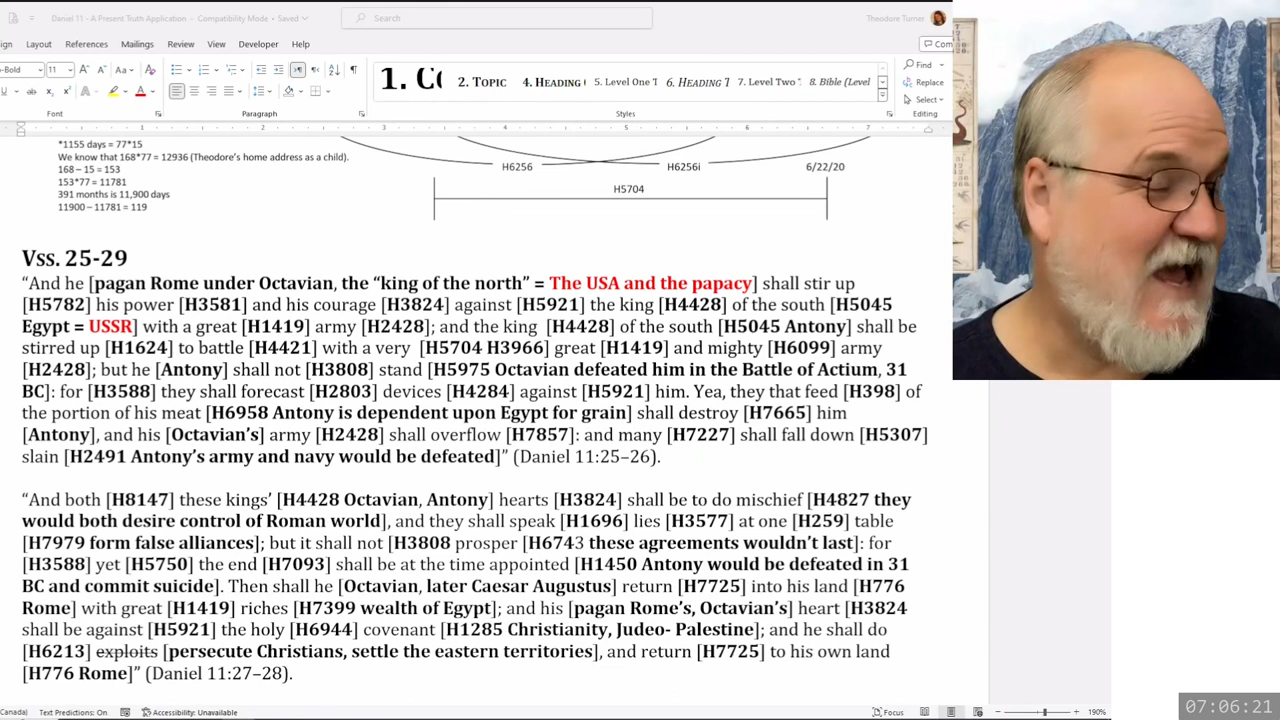 Daniel 11 - A Present Truth Application - Compatibility Mode • Saved
Search
Theodore Turner
ign Layout References Mailings Review View Developer Help
Com
-Bold 11 Aa
1. Co 2. TOPIC 4. HEADING 5. Level One 'I 6. HEADING 7. Level Two 8. Bible (Level
Find
Replace
Select
Font Paragraph Styles Editing
1 2 3 4 5 6 7
*1155 days = 77*15
We know that 168*77 = 12936 (Theodore's home address as a child).
168 – 15 = 153
153*77 = 11781
391 months is 11,900 days
11900 – 11781 = 119
H6256 H6256i 6/22/20
H5704
VSS. 25-29
“And he [pagan Rome under Octavian, the “king of the north” = The USA and the papacy] shall stir up
[H5782] his power [H3581] and his courage [H3824] against [H5921] the king [H4428] of the south [H5045
Egypt = USSR] with a great [H1419] army [H2428]; and the king [H4428] of the south [H5045 Antony] shall be
stirred up [H1624] to battle [H4421] with a very [H5704 H3966] great [H1419] and mighty [H6099] army
[H2428]; but he [Antony] shall not [H3808] stand [H5975 Octavian defeated him in the Battle of Actium, 31
BC]: for [H3588] they shall forecast [H2803] devices [H4284] against [H5921] him. Yea, they that feed [H398] of
the portion of his meat [H6958 Antony is dependent upon Egypt for grain] shall destroy [H7665] him
[Antony], and his [Octavian’s] army [H2428] shall overflow [H7857]: and many [H7227] shall fall down [H5307]
slain [H2491 Antony’s army and navy would be defeated]” (Daniel 11:25–26).
“And both [H8147] these kings’ [H4428 Octavian, Antony] hearts [H3824] shall be to do mischief [H4827 they
would both desire control of Roman world], and they shall speak [H1696] lies [H3577] at one [H259] table
[H7979 form false alliances]; but it shall not [H3808 prosper [H6743 these agreements wouldn’t last]: for
[H3588] yet [H5750] the end [H7093] shall be at the time appointed [H1450 Antony would be defeated in 31
BC and commit suicide]. Then shall he [Octavian, later Caesar Augustus] return [H7725] into his land [H776
Rome] with great [H1419] riches [H7399 wealth of Egypt]; and his [pagan Rome’s, Octavian’s] heart [H3824
shall be against [H5921] the holy [H6944] covenant [H1285 Christianity, Judeo- Palestine]; and he shall do
[H6213] exploits [persecute Christians, settle the eastern territories], and return [H7725] to his own land
[H776 Rome]” (Daniel 11:27–28).
Canada) Text Predictions: On Accessibility: Unavailable Focus 190%
07:06:21